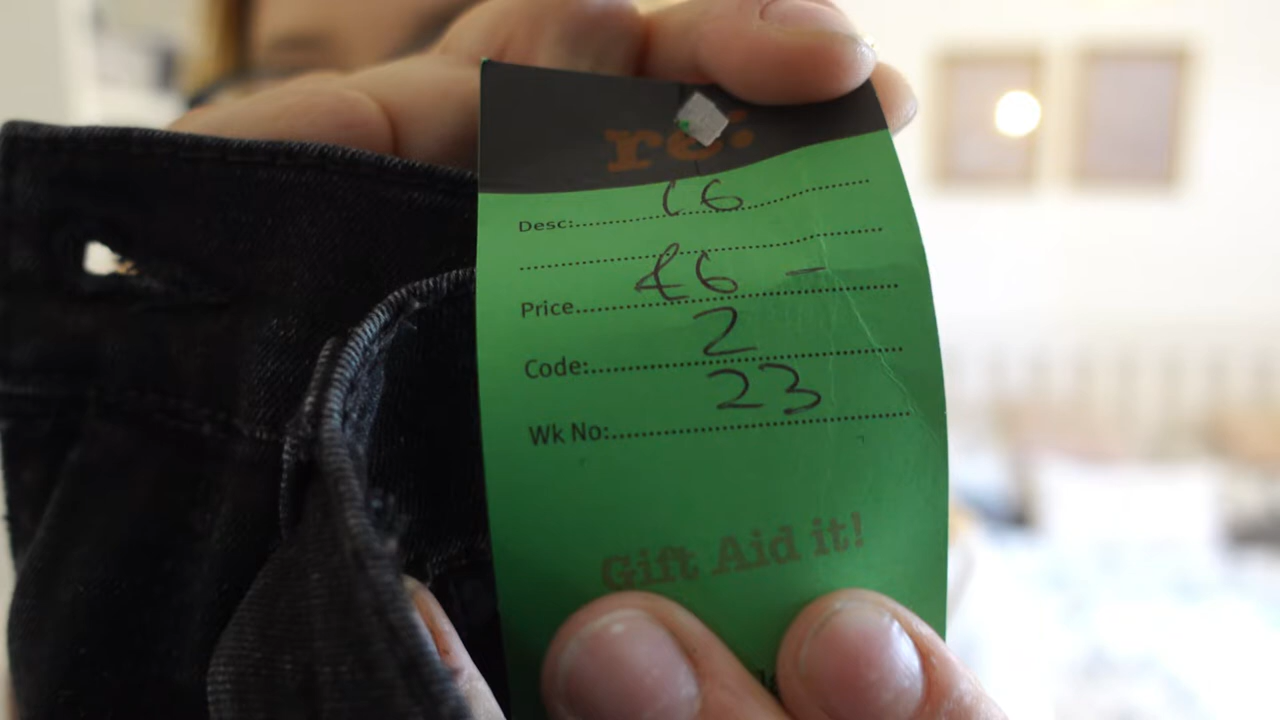 re:
Desc: 16
Price £6 -
Code: 2
Wk No: 23
Gift Aid it!